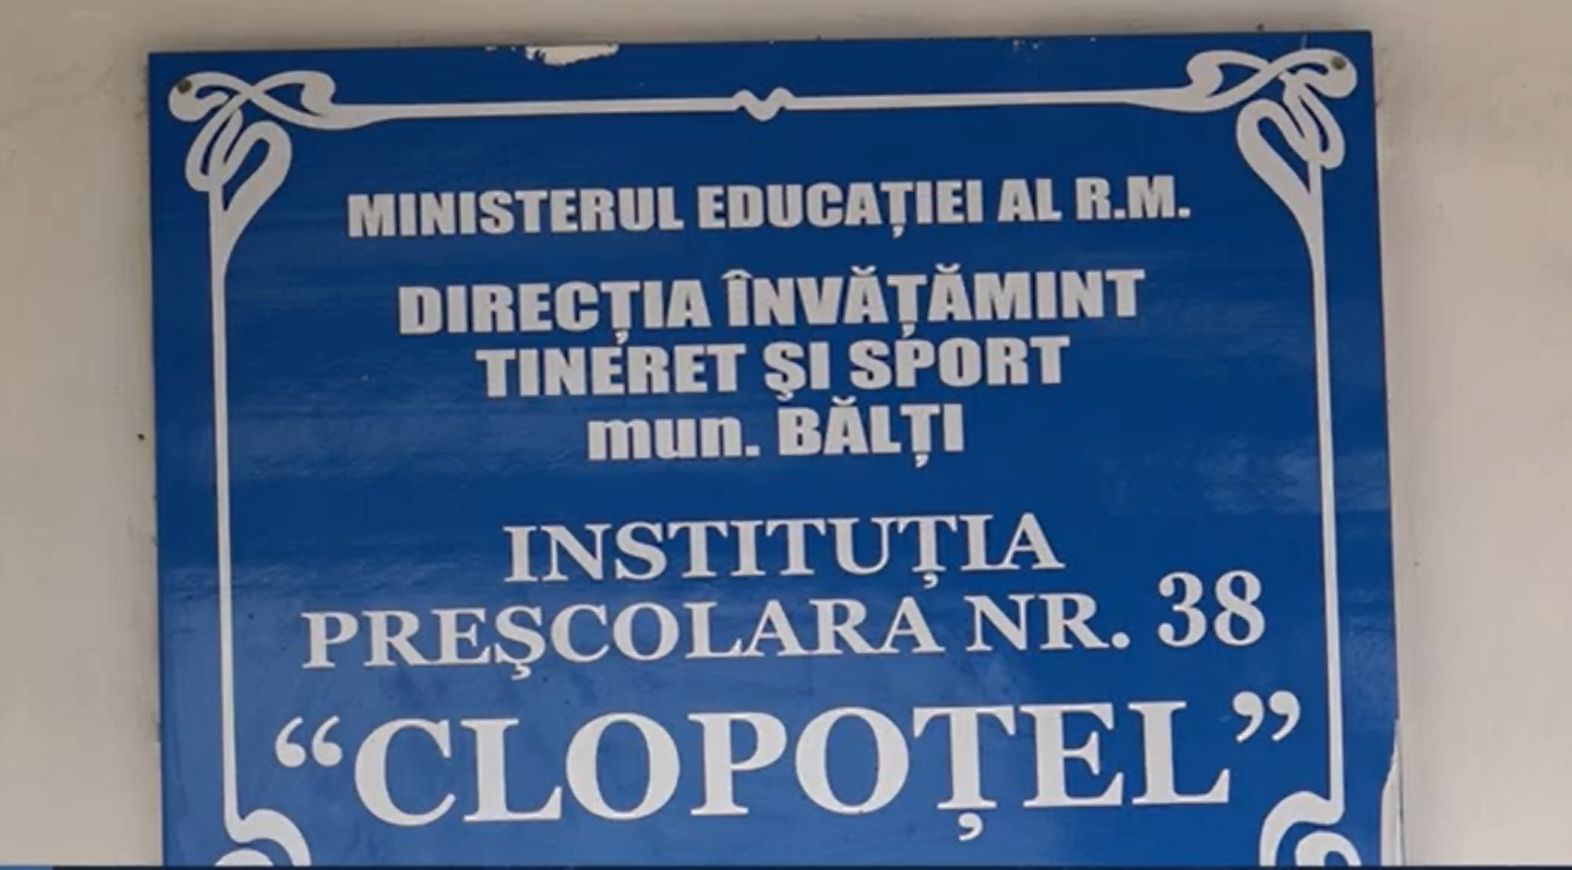 MINISTERUL EDUCAȚIEI AL R.M.
DIRECȚIA ÎNVĂȚĂMINT
TINERET ŞI SPORT
mun. BĂLȚI
INSTITUȚIA
PREŞCOLARA NR. 38
“CLOPOȚEL”